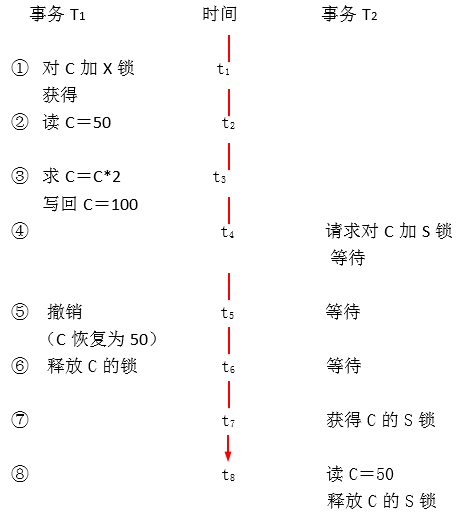 事务 T₁ 时间 事务 T₂
① 对 C 加 X 锁 t₁
获得
② 读 C＝50 t₂
③ 求 C＝C*2 t₃
写回 C＝100
④ t₄ 请求对 C 加 S 锁
等待
⑤ 撤销 t₅ 等待
（C 恢复为 50）
⑥ 释放 C 的锁 t₆ 等待
⑦ t₇ 获得 C 的 S 锁
⑧ t₈ 读 C=50
释放 C 的 S 锁